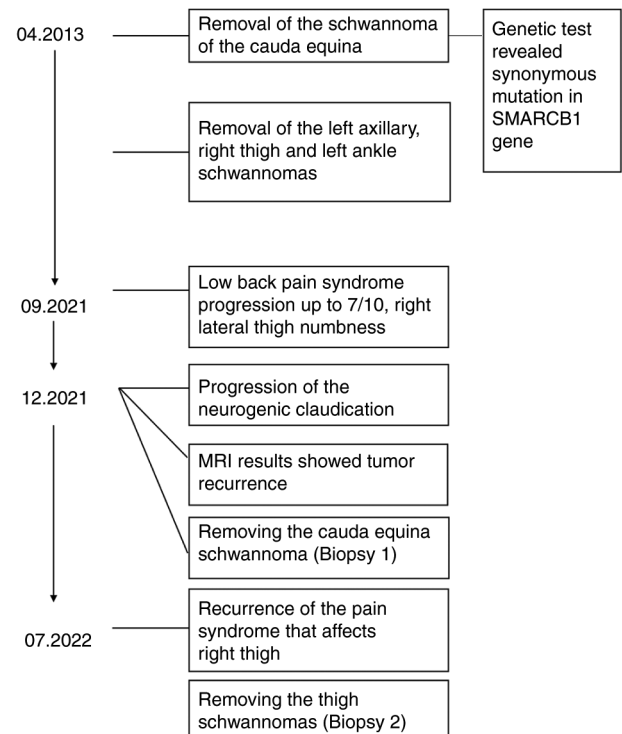 04.2013
Removal of the schwannoma
of the cauda equina
Genetic test
revealed
synonymous
mutation in
SMARCB1
gene
Removal of the left axillary,
right thigh and left ankle
schwannomas
09.2021
Low back pain syndrome
progression up to 7/10, right
lateral thigh numbness
12.2021
Progression of the
neurogenic claudication
MRI results showed tumor
recurrence
Removing the cauda equina
schwannoma (Biopsy 1)
07.2022
Recurrence of the pain
syndrome that affects
right thigh
Removing the thigh
schwannomas (Biopsy 2)